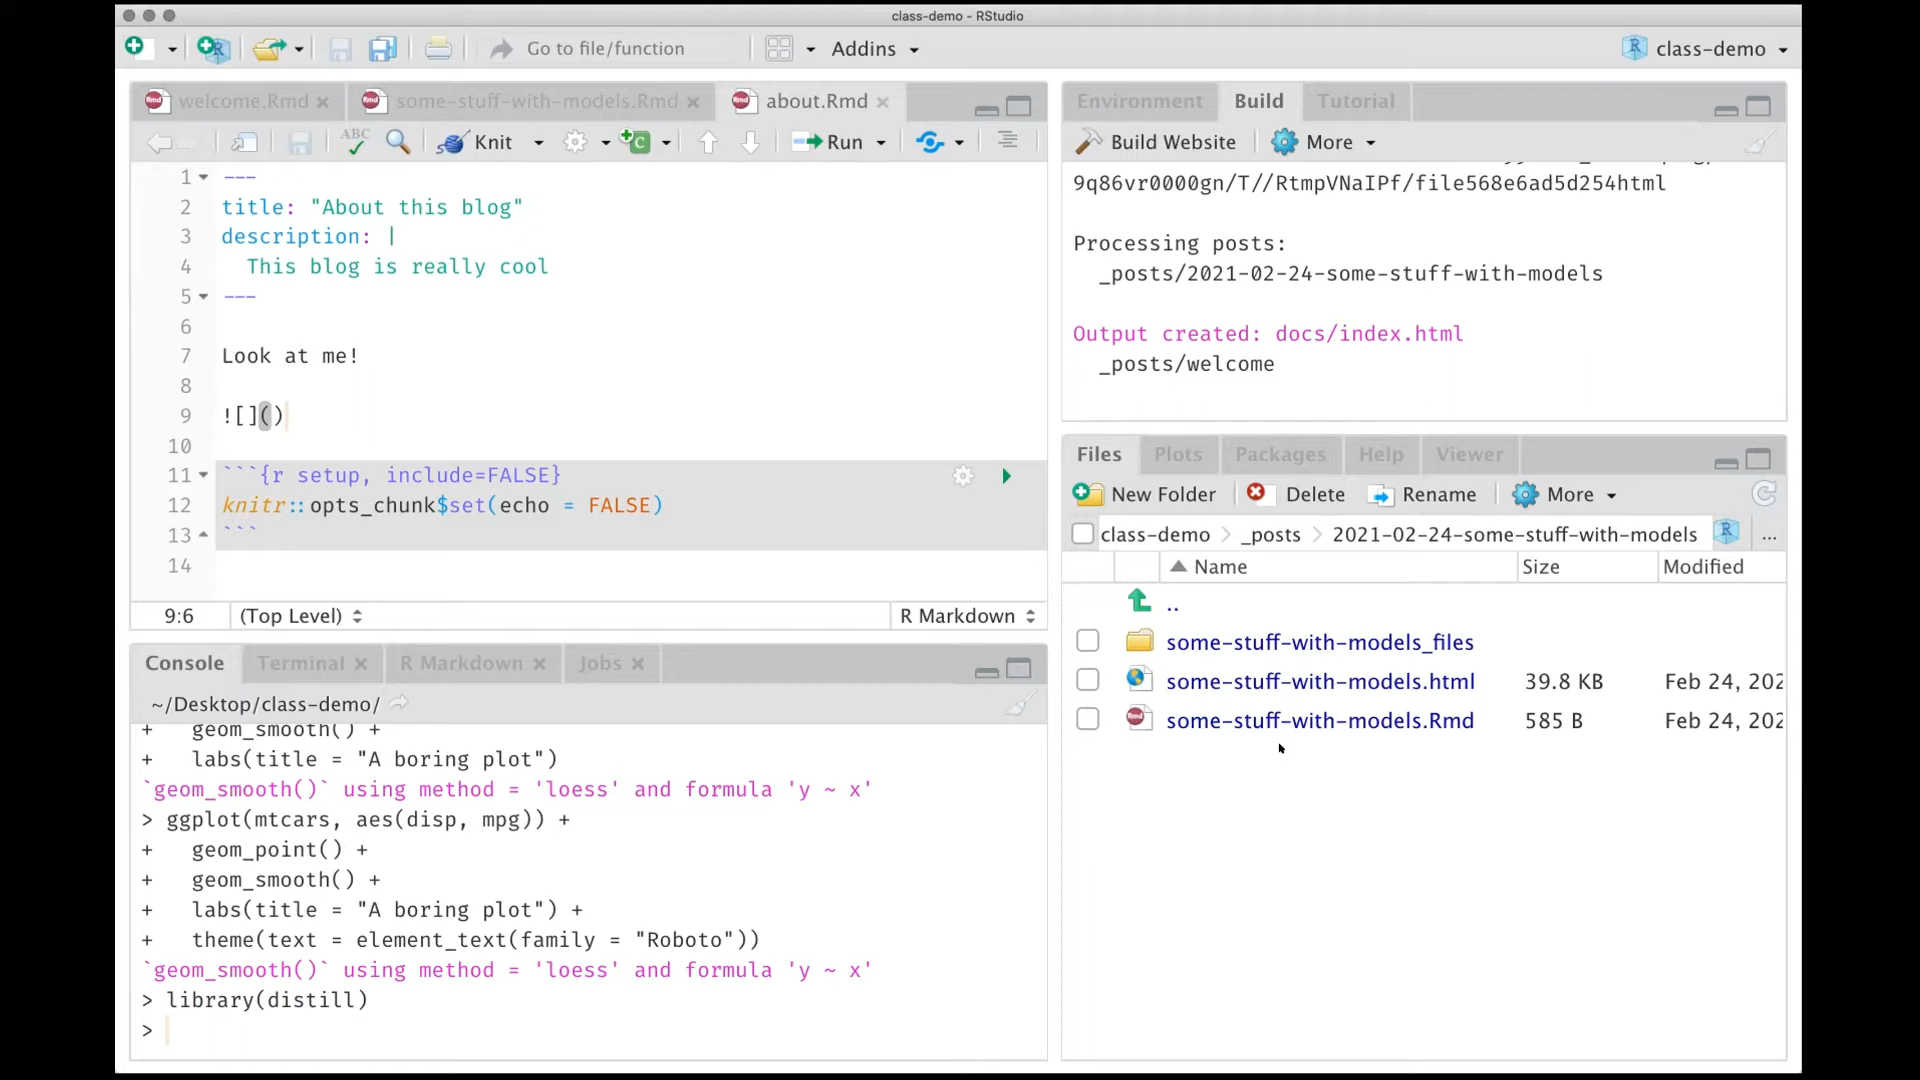 class-demo - RStudio
Go to file/function
Addins
class-demo
welcome.Rmd
some-stuff-with-models.Rmd
about.Rmd
ABC
Knit
Run
1 ---
2 title: "About this blog"
3 description: |
4 This blog is really cool
5 ---
6
7 Look at me!
8
9 ![]()
10
11 ```{r setup, include=FALSE}
12 knitr::opts_chunk$set(echo = FALSE)
13 ```
14
9:6 (Top Level) R Markdown
Console Terminal R Markdown Jobs
~/Desktop/class-demo/
+ geom_smooth() +
+ labs(title = "A boring plot")
`geom_smooth()` using method = 'loess' and formula 'y ~ x'
> ggplot(mtcars, aes(disp, mpg)) +
+ geom_point() +
+ geom_smooth() +
+ labs(title = "A boring plot") +
+ theme(text = element_text(family = "Roboto"))
`geom_smooth()` using method = 'loess' and formula 'y ~ x'
> library(distill)
>
Environment Build Tutorial
Build Website More
9q86vr0000gn/T//RtmpVNaIPf/file568e6ad5d254html
Processing posts:
_posts/2021-02-24-some-stuff-with-models
Output created: docs/index.html
_posts/welcome
Files Plots Packages Help Viewer
New Folder Delete Rename More
class-demo _posts 2021-02-24-some-stuff-with-models ...
Name Size Modified
..
some-stuff-with-models_files
some-stuff-with-models.html 39.8 KB Feb 24, 202
some-stuff-with-models.Rmd 585 B Feb 24, 202